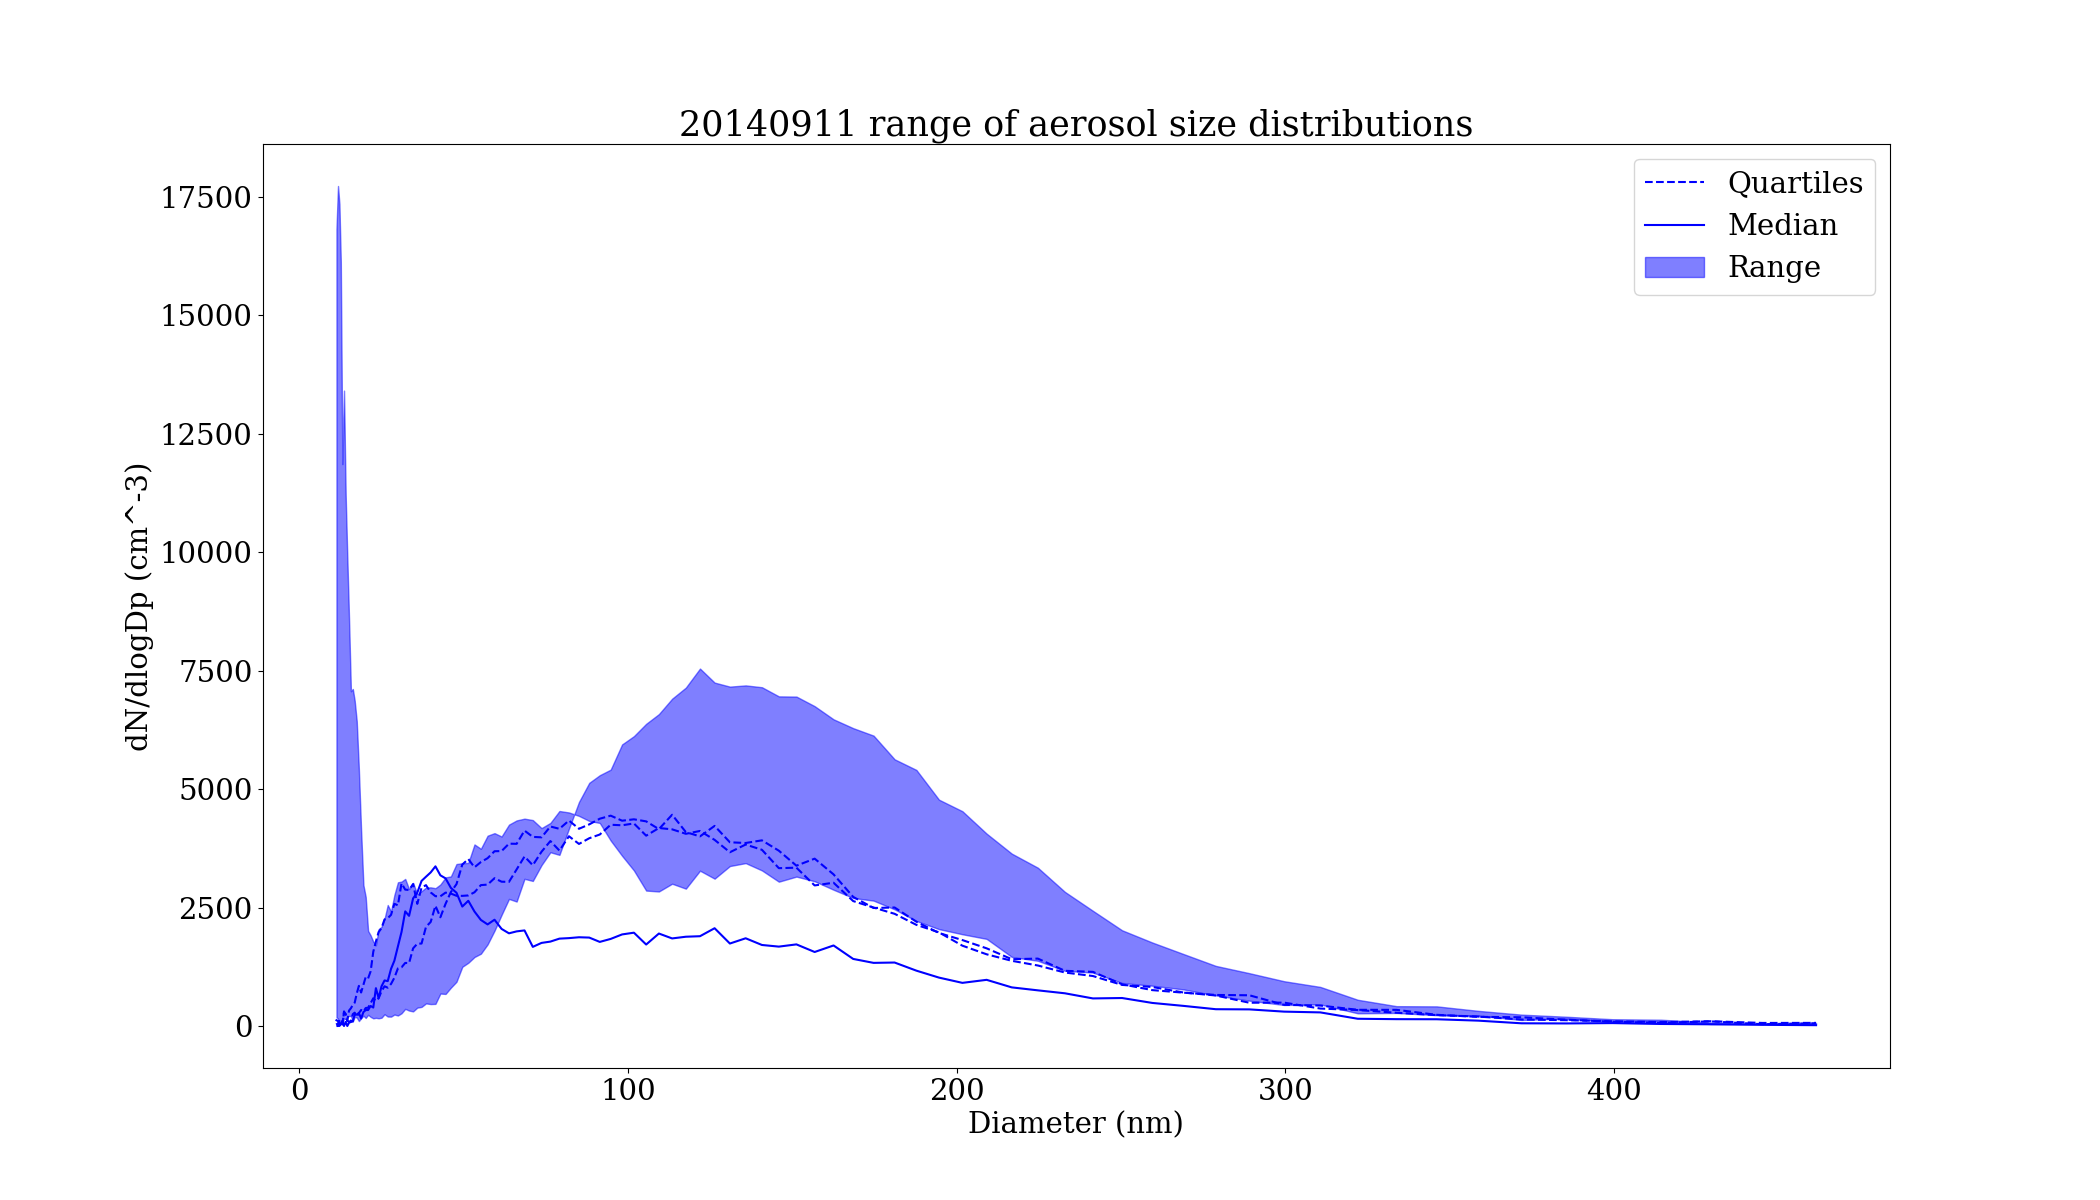 20140911 range of aerosol size distributions
Quartiles
Median
Range
17500
15000
12500
10000
7500
5000
2500
0
dN/dlogDp (cm^-3)
0 100 200 300 400
Diameter (nm)